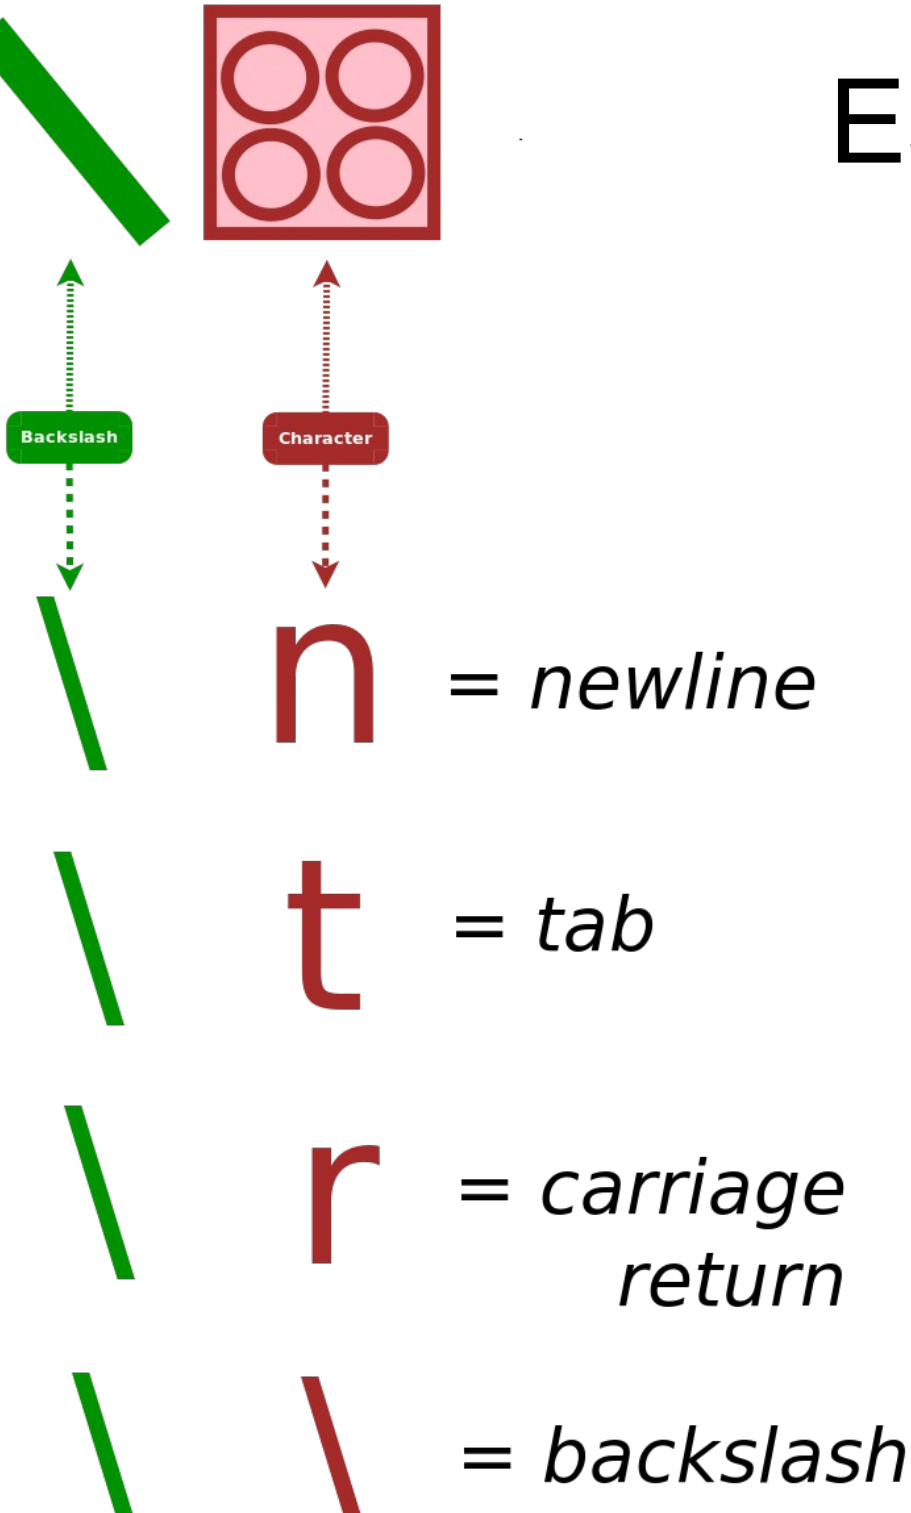 E
Backslash Character
\ n = newline
\ t = tab
\ r = carriage
return
\ \ = backslash